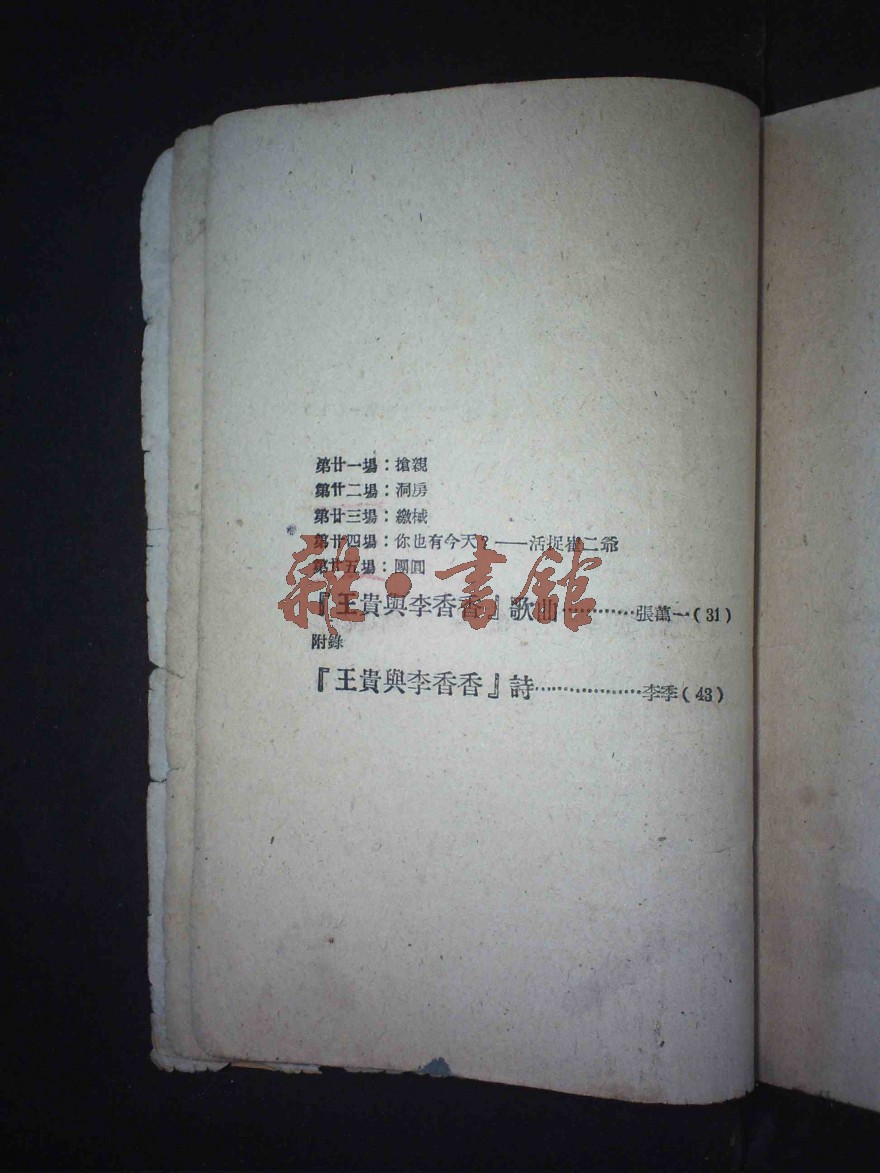 第廿一場：搶親
第廿二場：洞房
第廿三場：繳械
第廿四場：你也有今天？——活捉崔二爺
第廿五場：團圓
『王貴與李香香』歌曲…………張萬一(31)
附錄
『王貴與李香香』詩………………李季(43)
雜·書館